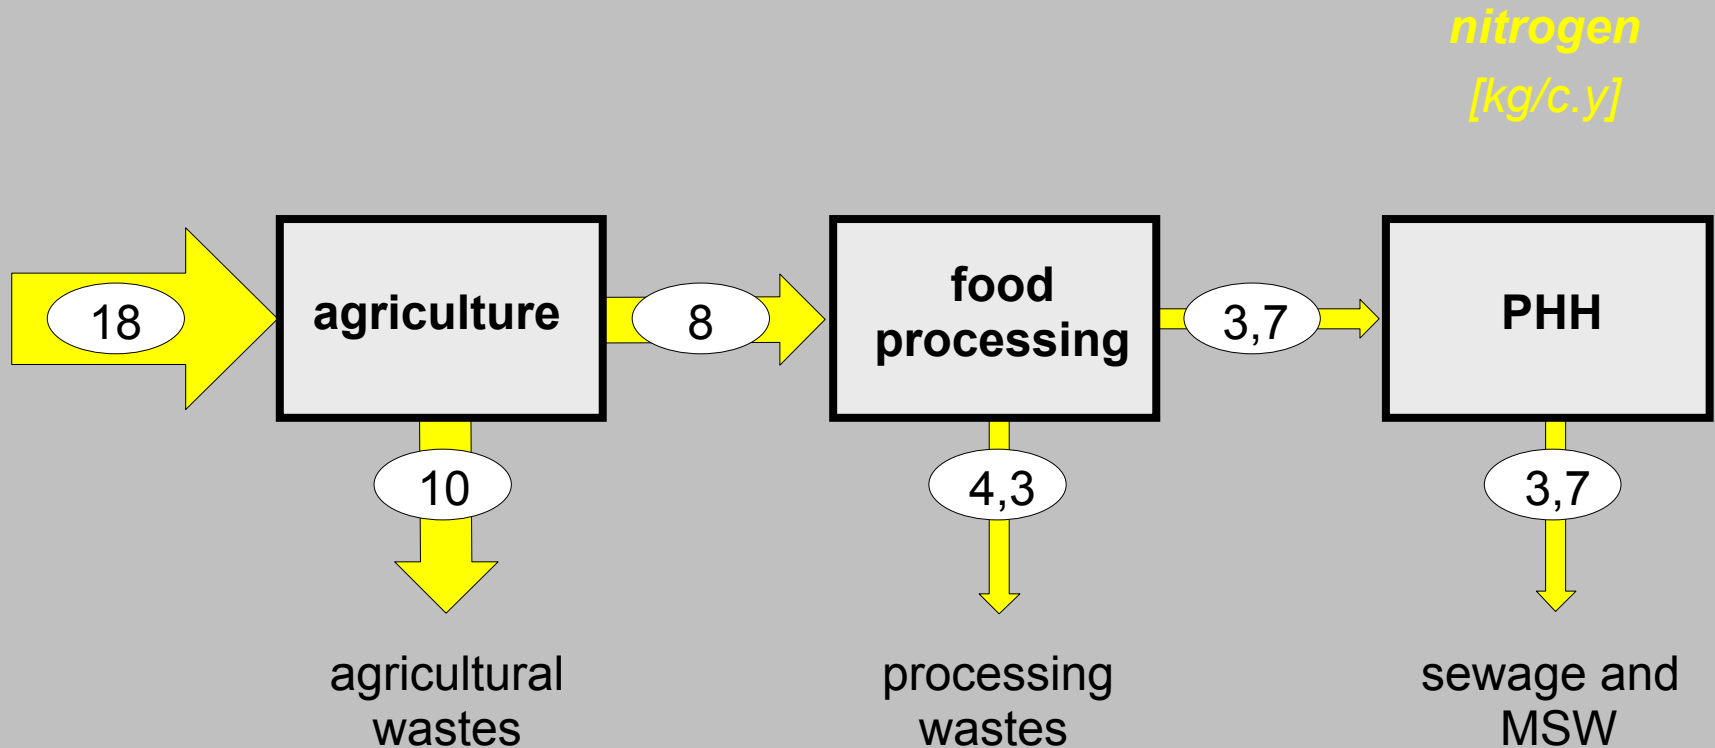 nitrogen
[kg/c.y]
18
agriculture
8
food
processing
3,7
PHH
10
4,3
3,7
agricultural
wastes
processing
wastes
sewage and
MSW